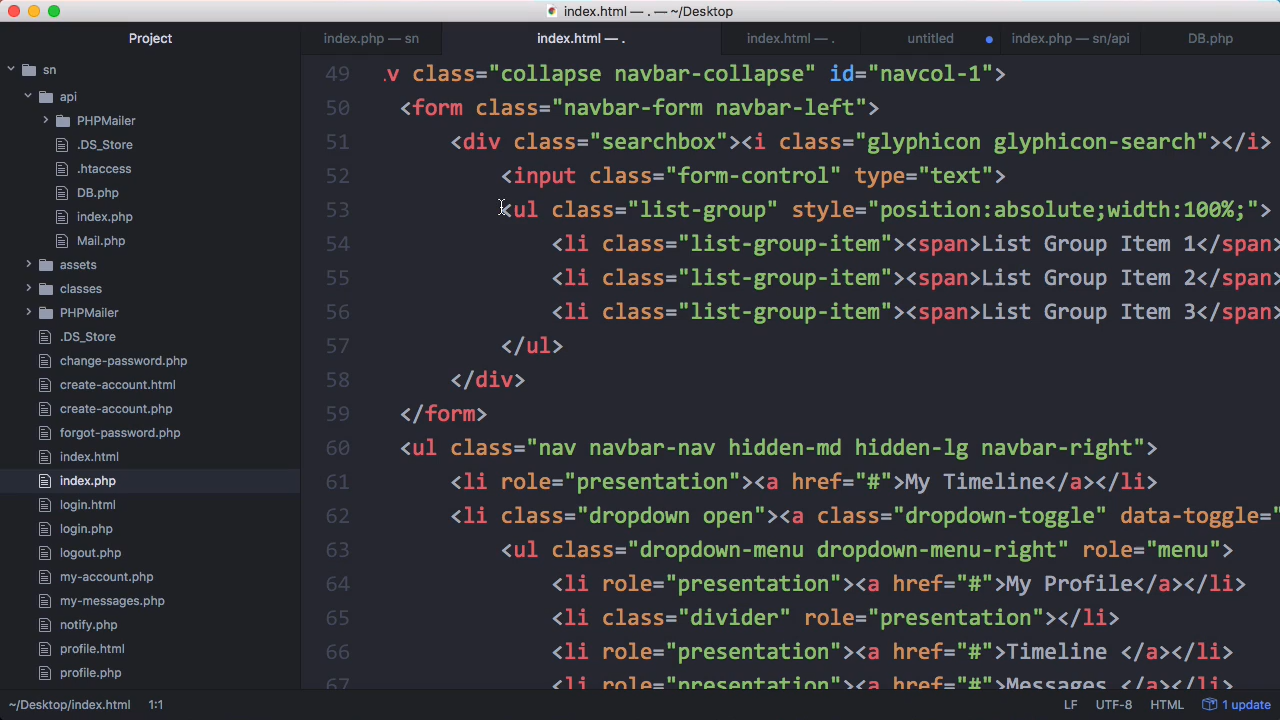 index.html — . — ~/Desktop
Project
index.php — sn
index.html — .
index.html — .
untitled
index.php — sn/api
DB.php
sn
api
PHPMailer
.DS_Store
.htaccess
DB.php
index.php
Mail.php
assets
classes
PHPMailer
.DS_Store
change-password.php
create-account.html
create-account.php
forgot-password.php
index.html
index.php
login.html
login.php
logout.php
my-account.php
my-messages.php
notify.php
profile.html
profile.php
49 .v class="collapse navbar-collapse" id="navcol-1">
50 <form class="navbar-form navbar-left">
51 <div class="searchbox"><i class="glyphicon glyphicon-search"></i>
52 <input class="form-control" type="text">
53 <ul class="list-group" style="position:absolute;width:100%;">
54 <li class="list-group-item"><span>List Group Item 1</span>
55 <li class="list-group-item"><span>List Group Item 2</span>
56 <li class="list-group-item"><span>List Group Item 3</span>
57 </ul>
58 </div>
59 </form>
60 <ul class="nav navbar-nav hidden-md hidden-lg navbar-right">
61 <li role="presentation"><a href="#">My Timeline</a></li>
62 <li class="dropdown open"><a class="dropdown-toggle" data-toggle="
63 <ul class="dropdown-menu dropdown-menu-right" role="menu">
64 <li role="presentation"><a href="#">My Profile</a></li>
65 <li class="divider" role="presentation"></li>
66 <li role="presentation"><a href="#">Timeline </a></li>
67 <li role="presentation"><a href="#">Messages </a></li>
~/Desktop/index.html 1:1
LF UTF-8 HTML 1 update